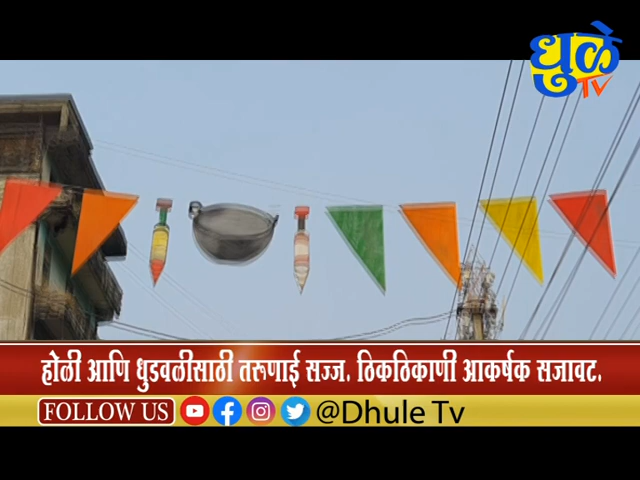 धुळे
TV
होळी आणि धुडवळीसाठी तरूणाई सज्ज. ठिकठिकाणी आकर्षक सजावट.
FOLLOW US @Dhule Tv